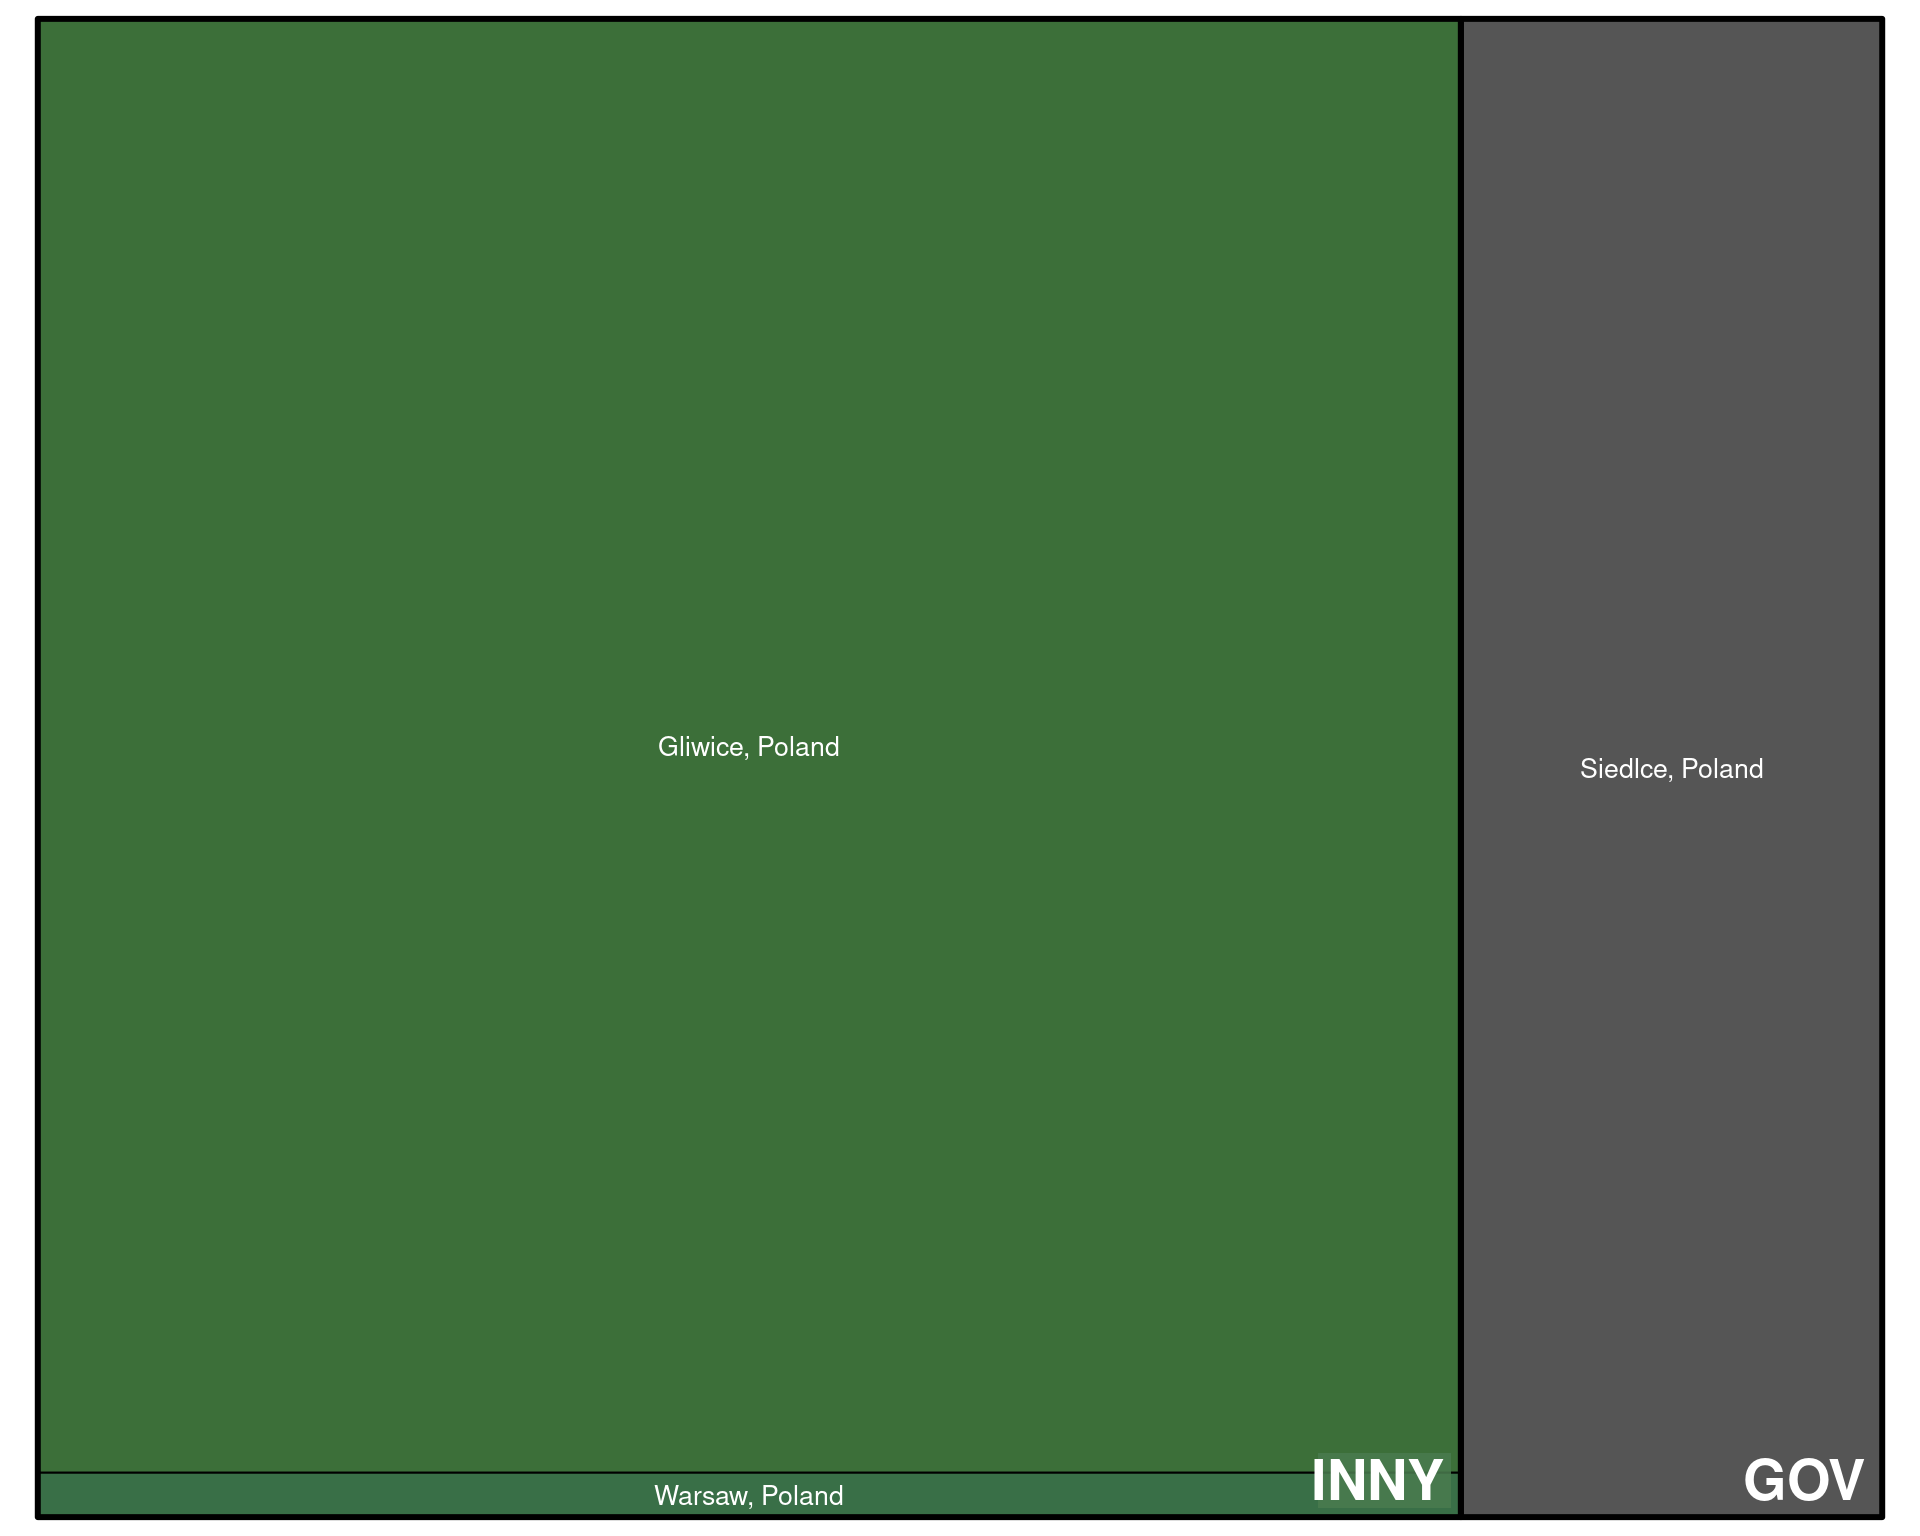 Gliwice, Poland
Siedlce, Poland
Warsaw, Poland
INNY
GOV